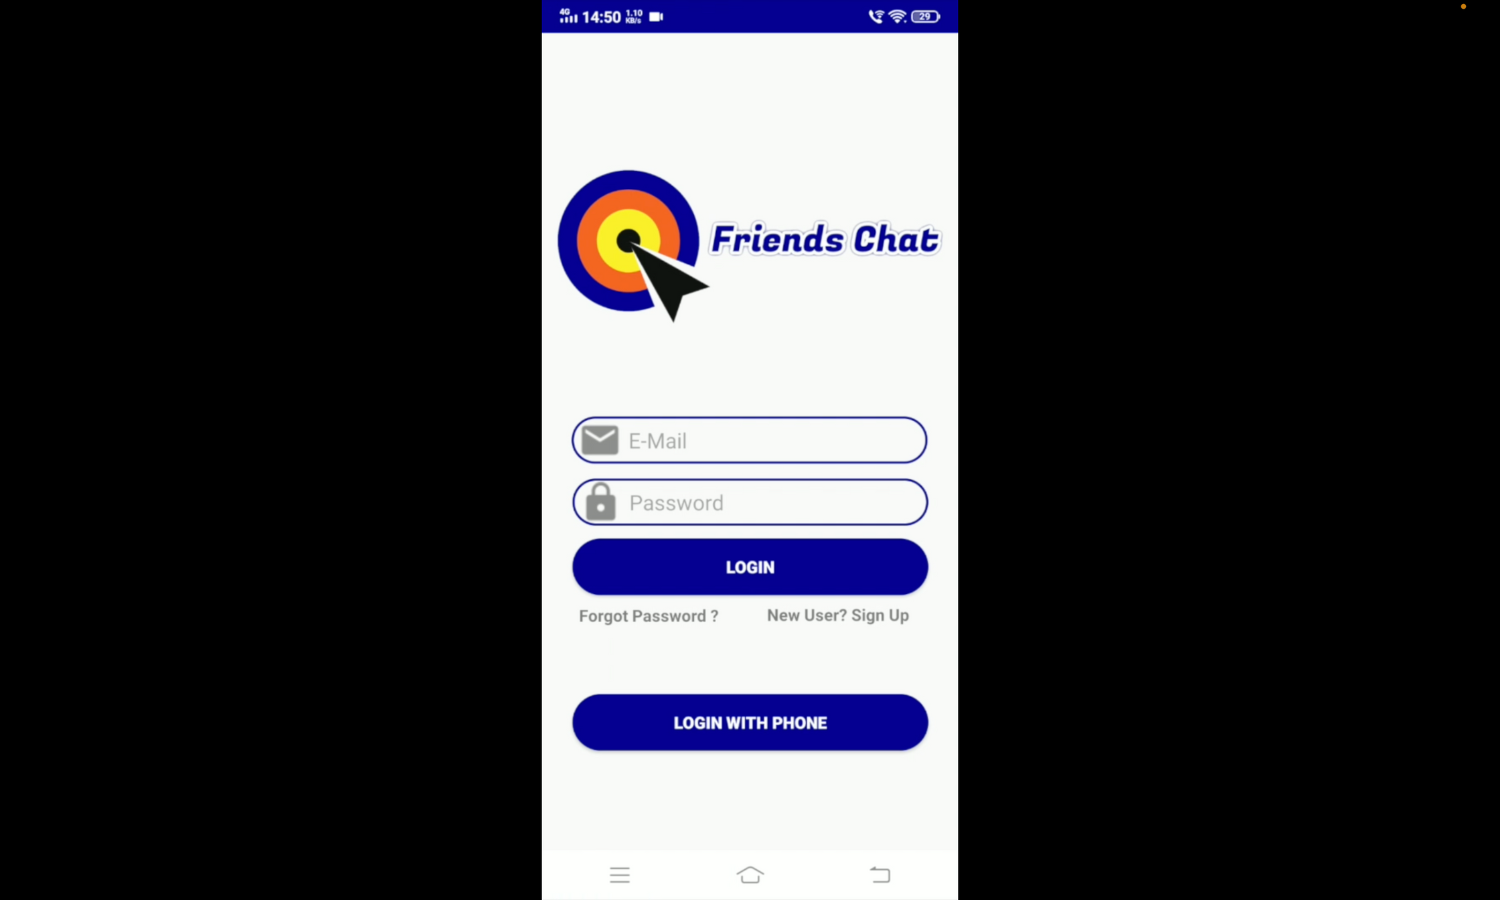 4G 14:50 1.10 KB/s 29
Friends Chat
E-Mail
Password
LOGIN
Forgot Password ? New User? Sign Up
LOGIN WITH PHONE